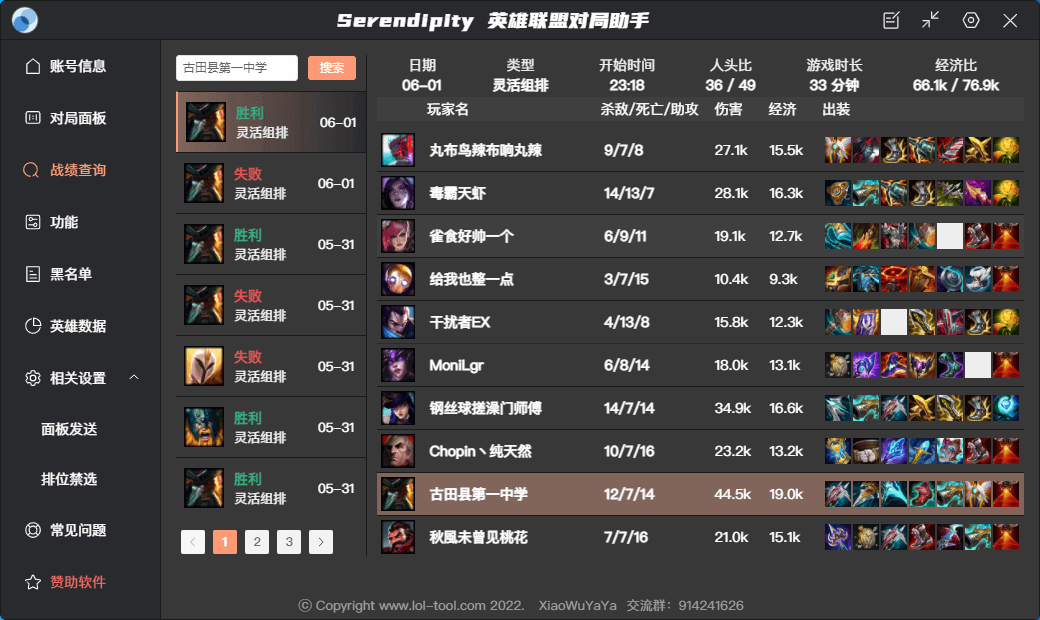 Serendipity 英雄联盟对局助手
账号信息
对局面板
战绩查询
功能
黑名单
英雄数据
相关设置
面板发送
排位禁选
常见问题
赞助软件
古田县第一中学 搜索
胜利
灵活组排 06-01
失败
灵活组排 06-01
胜利
灵活组排 05-31
失败
灵活组排 05-31
失败
灵活组排 05-31
胜利
灵活组排 05-31
胜利
灵活组排 05-31
1 2 3
日期 类型 开始时间 人头比 游戏时长 经济比
06-01 灵活组排 23:18 36 / 49 33 分钟 66.1k / 76.9k
玩家名 杀敌/死亡/助攻 伤害 经济 出装
丸布鸟辣布响丸辣 9/7/8 27.1k 15.5k
毒霸天虾 14/13/7 28.1k 16.3k
雀食好帅一个 6/9/11 19.1k 12.7k
给我也整一点 3/7/15 10.4k 9.3k
干扰者EX 4/13/8 15.8k 12.3k
MoniLgr 6/8/14 18.0k 13.1k
钢丝球搓澡门师傅 14/7/14 34.9k 16.6k
Chopin丶纯天然 10/7/16 23.2k 13.2k
古田县第一中学 12/7/14 44.5k 19.0k
秋風未曾见桃花 7/7/16 21.0k 15.1k
© Copyright www.lol-tool.com 2022. XiaoWuYaYa 交流群：914241626